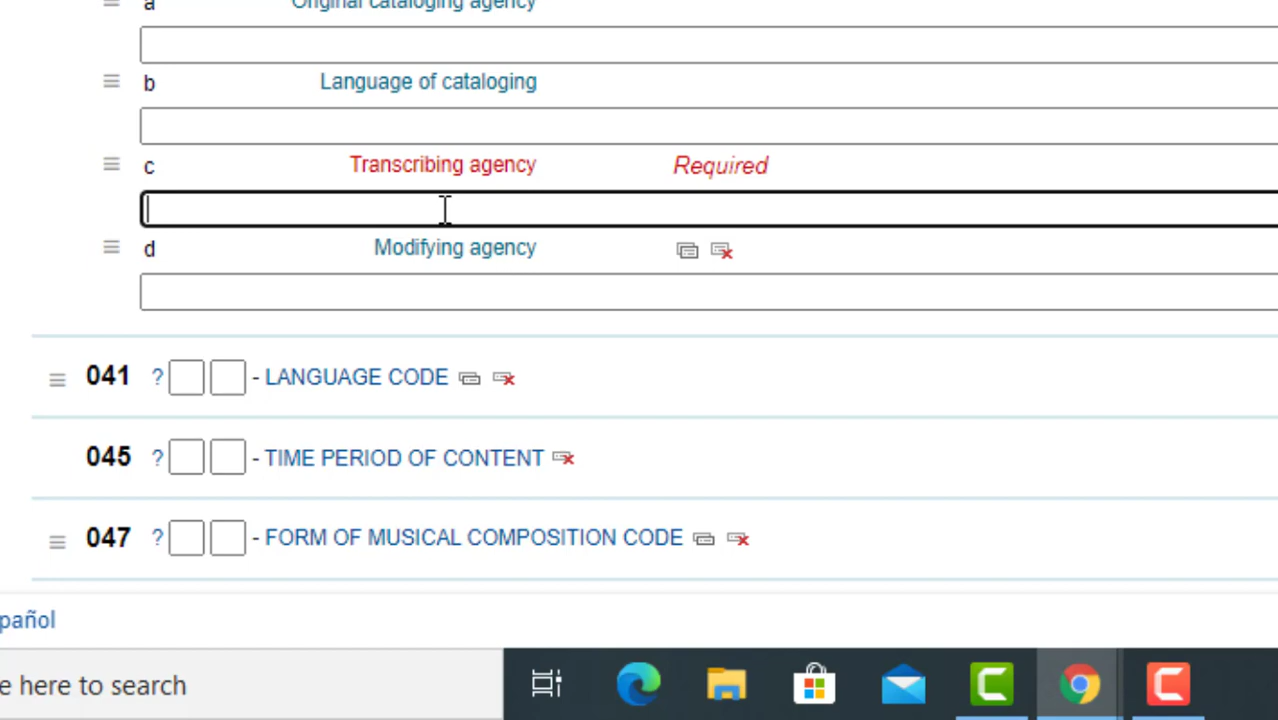 a Original cataloging agency
b Language of cataloging
c Transcribing agency Required
d Modifying agency
041 ? - LANGUAGE CODE
045 ? - TIME PERIOD OF CONTENT
047 ? - FORM OF MUSICAL COMPOSITION CODE
pañol
e here to search